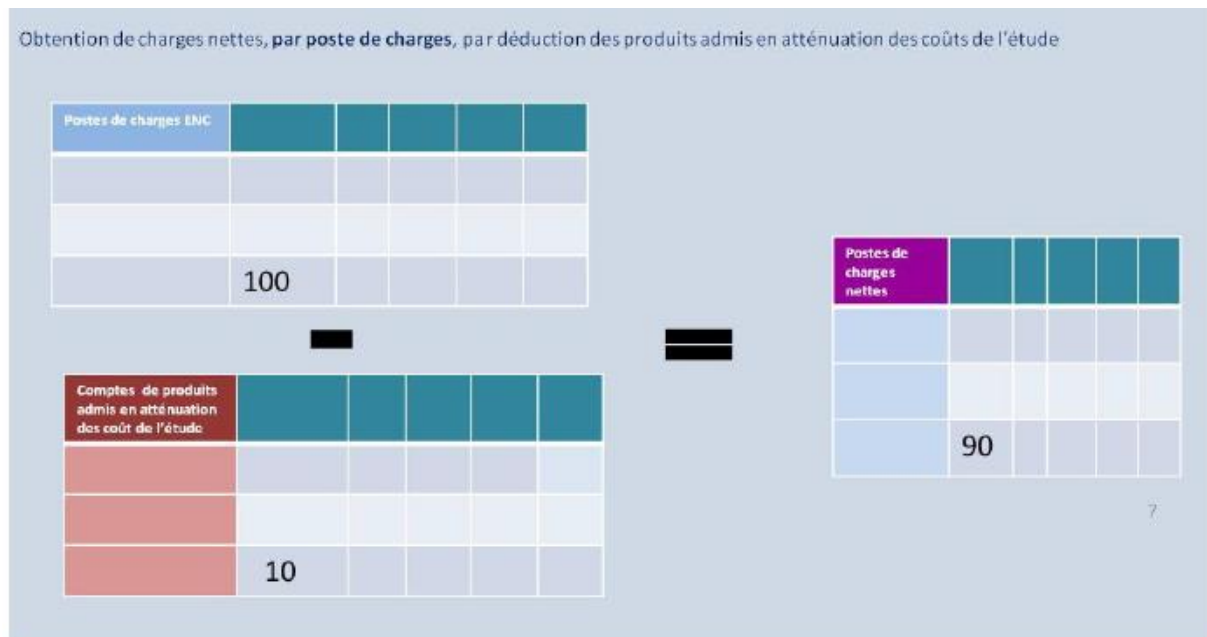 Obtention de charges nettes, par poste de charges, par déduction des produits admis en atténuation des coûts de l'étude
Postes de charges ENC
100
Comptes de produits
admis en atténuation
des coût de l'étude
10
Postes de
charges
nettes
90
7